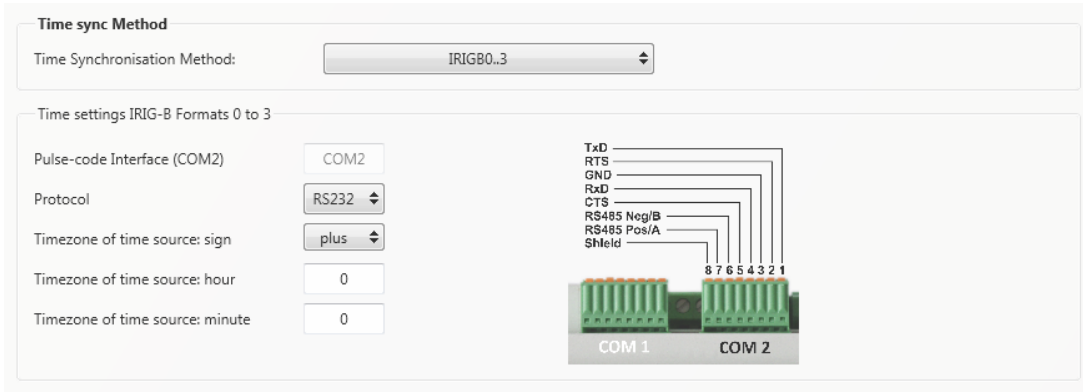 Time sync Method
Time Synchronisation Method:
IRIGB0..3
Time settings IRIG-B Formats 0 to 3
Pulse-code Interface (COM2)
COM2
Protocol
RS232
Timezone of time source: sign
plus
Timezone of time source: hour
0
Timezone of time source: minute
0
TxD
RTS
GND
RxD
CTS
RS485 Neg/B
RS485 Pos/A
Shield
8 7 6 5 4 3 2 1
COM 1
COM 2